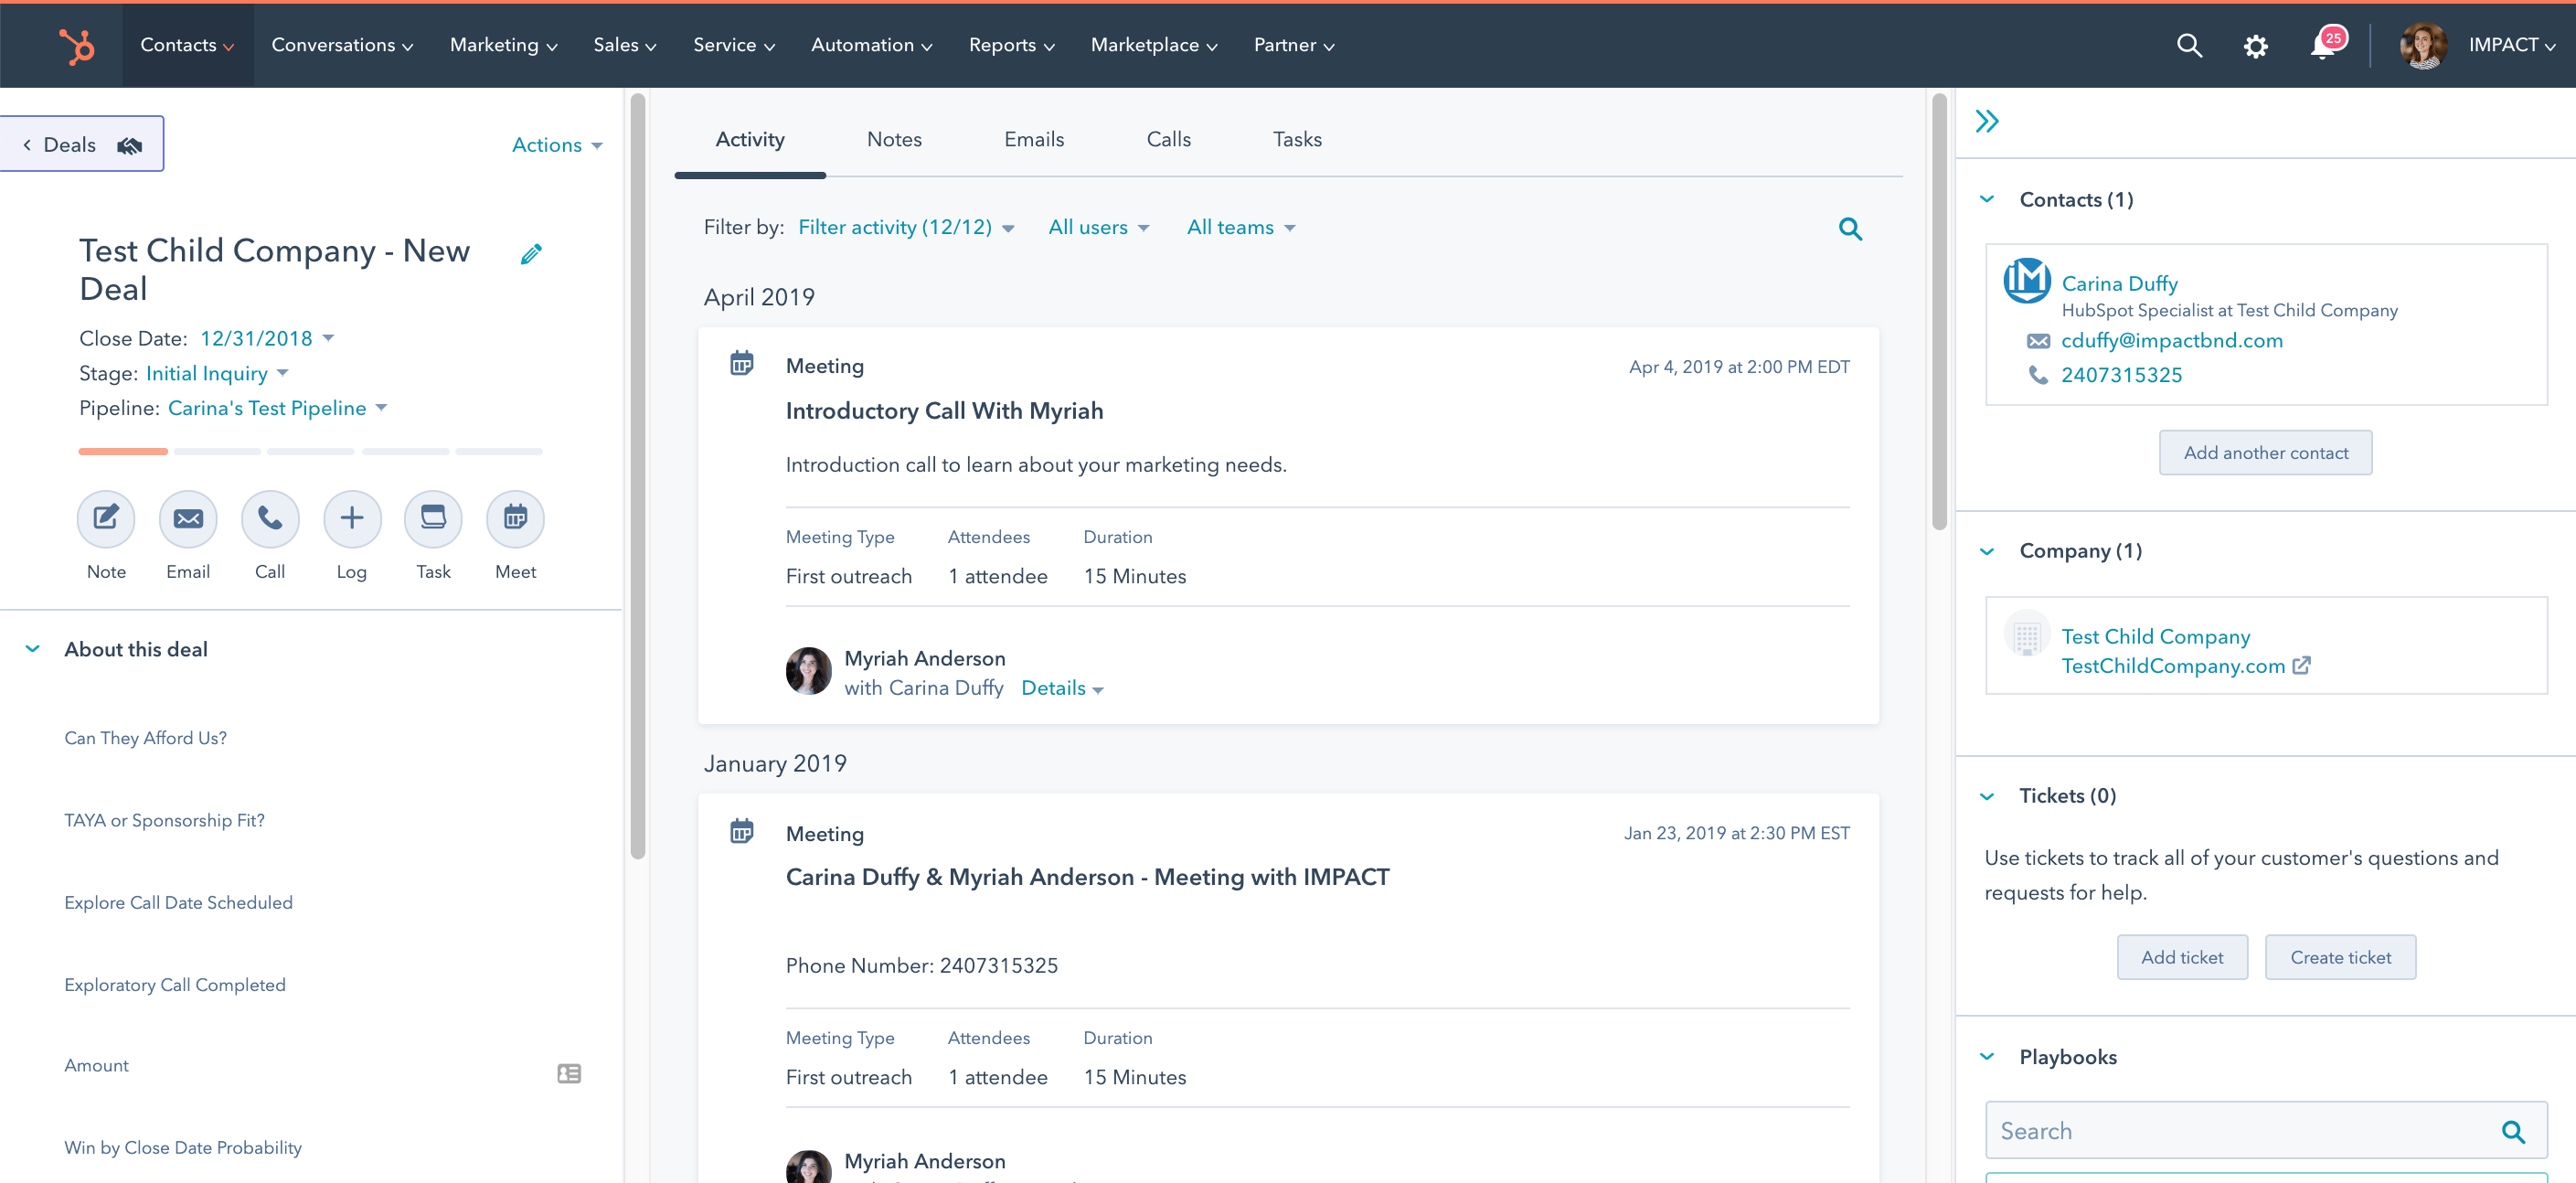 Contacts Conversations Marketing Sales Service Automation Reports Marketplace Partner 25 IMPACT
Deals
Actions
Test Child Company - New
Deal
Close Date: 12/31/2018
Stage: Initial Inquiry
Pipeline: Carina's Test Pipeline
Note Email Call Log Task Meet
About this deal
Can They Afford Us?
TAYA or Sponsorship Fit?
Explore Call Date Scheduled
Exploratory Call Completed
Amount
Win by Close Date Probability
Activity Notes Emails Calls Tasks
Filter by: Filter activity (12/12) All users All teams
April 2019
Meeting Apr 4, 2019 at 2:00 PM EDT
Introductory Call With Myriah
Introduction call to learn about your marketing needs.
Meeting Type Attendees Duration
First outreach 1 attendee 15 Minutes
Myriah Anderson
with Carina Duffy Details
January 2019
Meeting Jan 23, 2019 at 2:30 PM EST
Carina Duffy & Myriah Anderson - Meeting with IMPACT
Phone Number: 2407315325
Meeting Type Attendees Duration
First outreach 1 attendee 15 Minutes
Myriah Anderson
Contacts (1)
IM
Carina Duffy
HubSpot Specialist at Test Child Company
cduffy@impactbnd.com
2407315325
Add another contact
Company (1)
Test Child Company
TestChildCompany.com
Tickets (0)
Use tickets to track all of your customer's questions and
requests for help.
Add ticket Create ticket
Playbooks
Search